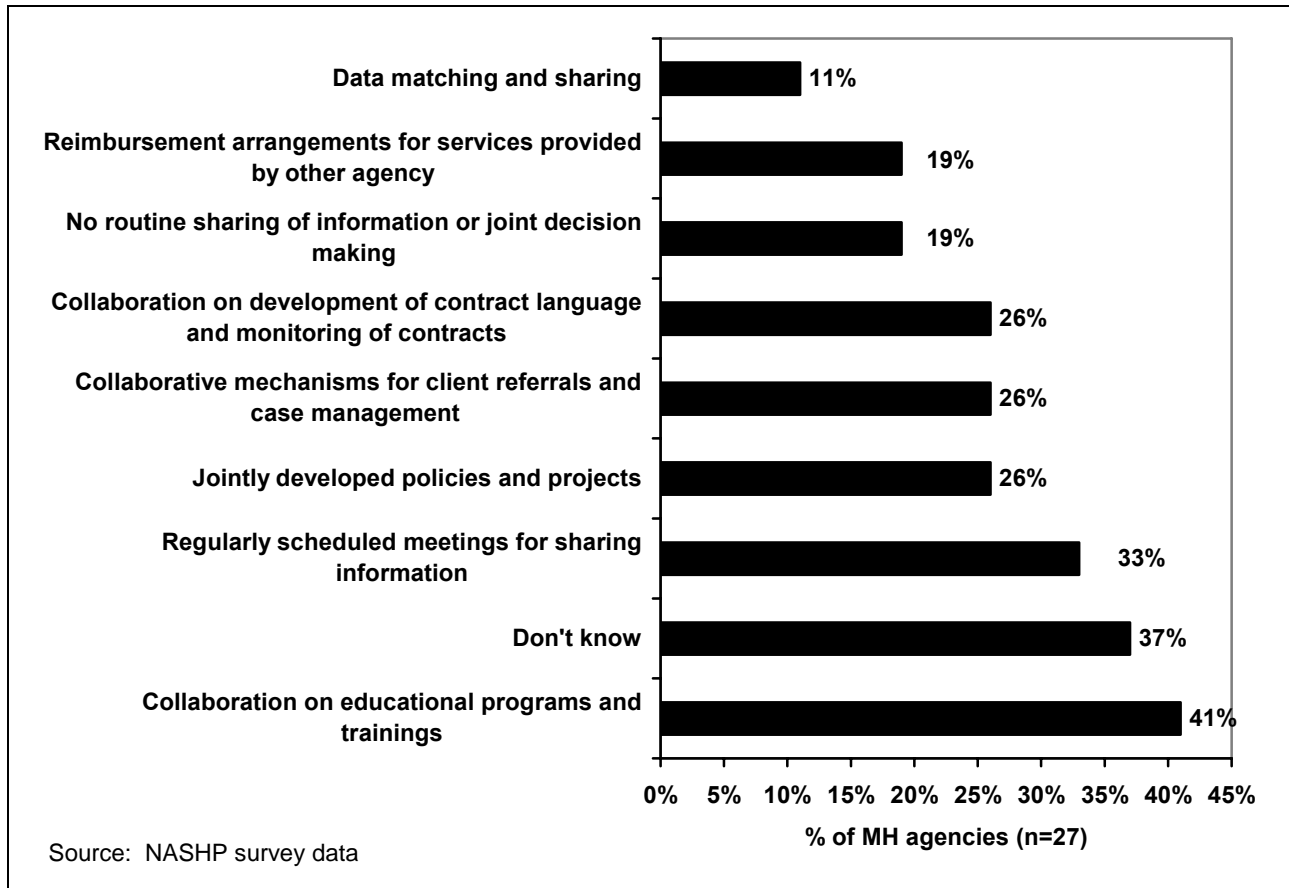 Data matching and sharing
11%
Reimbursement arrangements for services provided
by other agency
19%
No routine sharing of information or joint decision
making
19%
Collaboration on development of contract language
and monitoring of contracts
26%
Collaborative mechanisms for client referrals and
case management
26%
Jointly developed policies and projects
26%
Regularly scheduled meetings for sharing
information
33%
Don't know
37%
Collaboration on educational programs and
trainings
41%
0% 5% 10% 15% 20% 25% 30% 35% 40% 45%
% of MH agencies (n=27)
Source: NASHP survey data